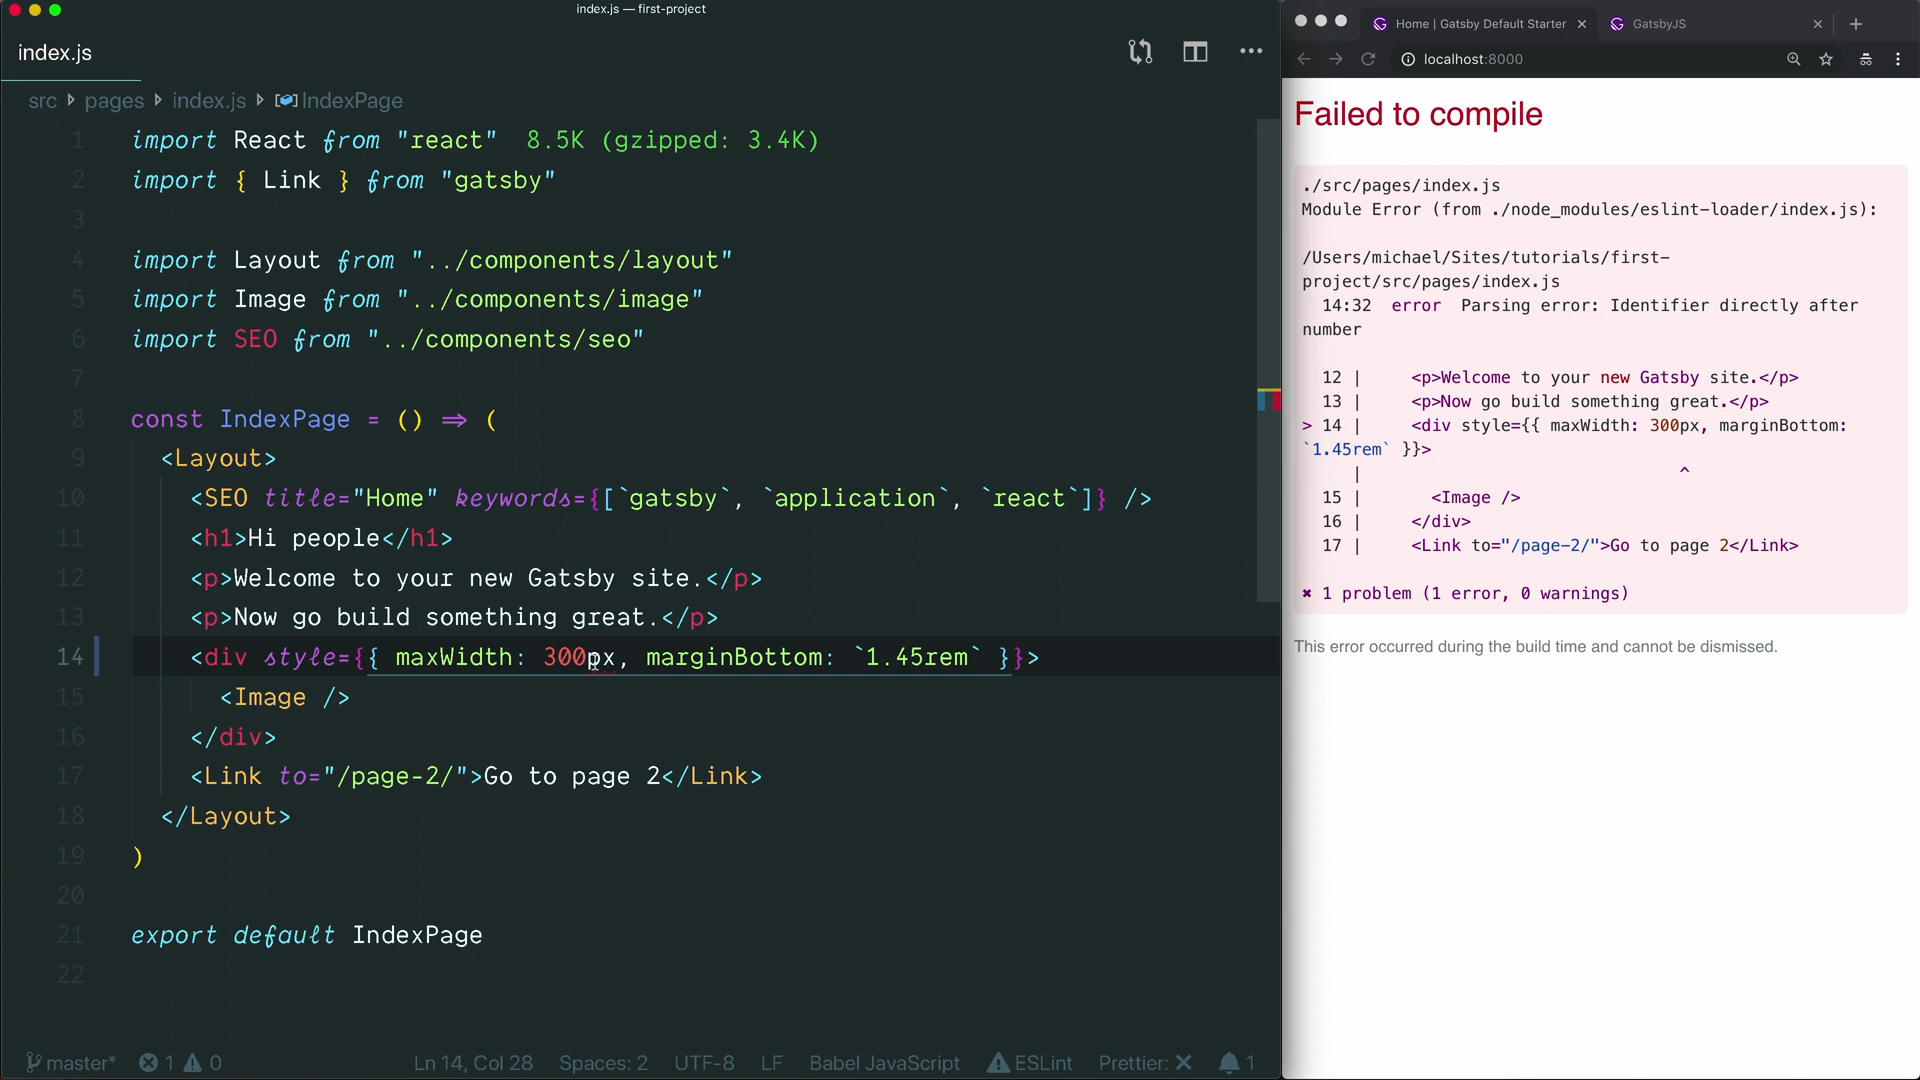 index.js — first-project
index.js
src pages index.js IndexPage
1 import React from "react" 8.5K (gzipped: 3.4K)
2 import { Link } from "gatsby"
3
4 import Layout from "../components/layout"
5 import Image from "../components/image"
6 import SEO from "../components/seo"
7
8 const IndexPage = () => (
9 <Layout>
10 <SEO title="Home" keywords={[`gatsby`, `application`, `react`]} />
11 <h1>Hi people</h1>
12 <p>Welcome to your new Gatsby site.</p>
13 <p>Now go build something great.</p>
14 <div style={{ maxWidth: 300px, marginBottom: `1.45rem` }}>
15 <Image />
16 </div>
17 <Link to="/page-2/">Go to page 2</Link>
18 </Layout>
19 )
20
21 export default IndexPage
22
master* 1 0 Ln 14, Col 28 Spaces: 2 UTF-8 LF Babel JavaScript ESLint Prettier: ✕ 1
Home | Gatsby Default Starter GatsbyJS
localhost:8000
Failed to compile
./src/pages/index.js
Module Error (from ./node_modules/eslint-loader/index.js):
/Users/michael/Sites/tutorials/first-
project/src/pages/index.js
14:32 error Parsing error: Identifier directly after
number
12 | <p>Welcome to your new Gatsby site.</p>
13 | <p>Now go build something great.</p>
> 14 | <div style={{ maxWidth: 300px, marginBottom:
`1.45rem` }}>
| ^
15 | <Image />
16 | </div>
17 | <Link to="/page-2/">Go to page 2</Link>
✖ 1 problem (1 error, 0 warnings)
This error occurred during the build time and cannot be dismissed.